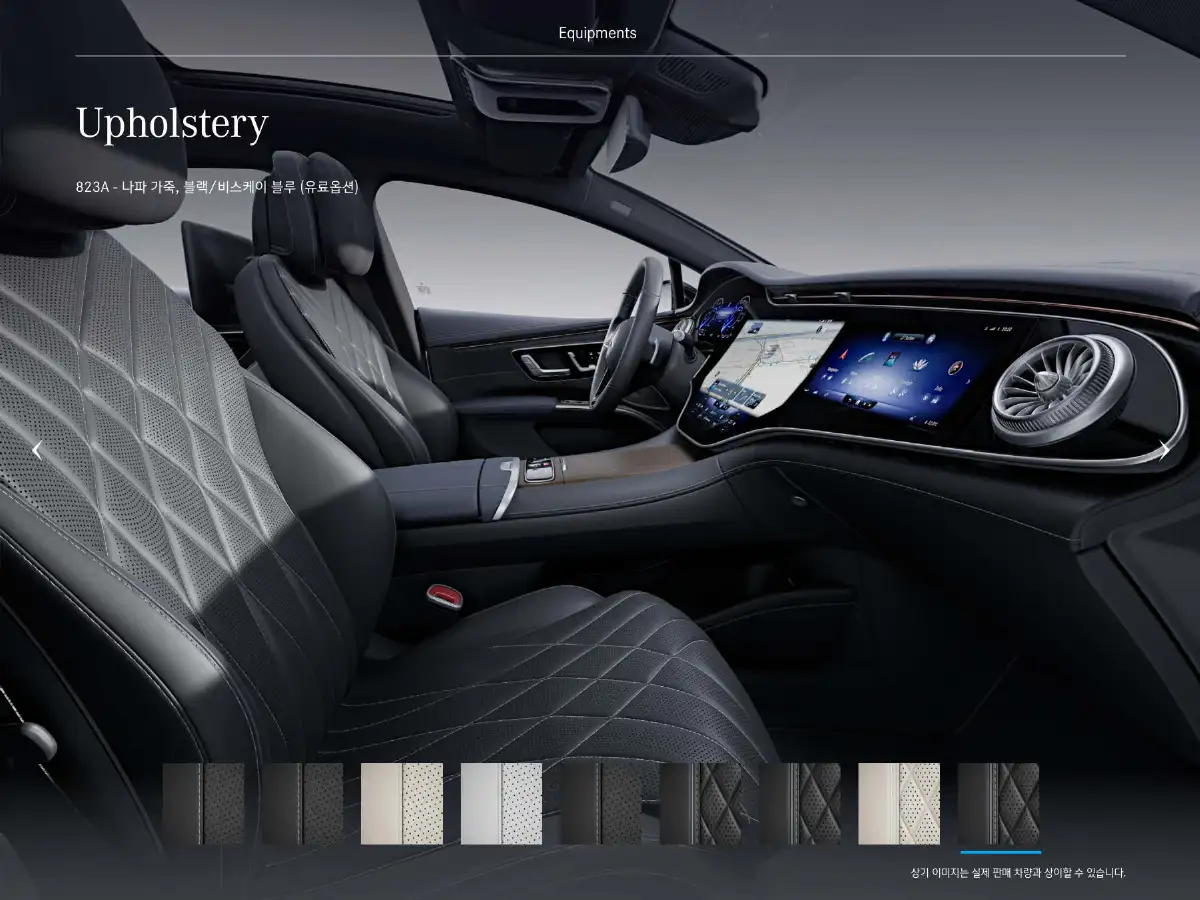 Equipments
Upholstery
823A - 나파 가죽, 블랙/비스케이 블루 (유료옵션)
상기 이미지는 실제 판매 차량과 상이할 수 있습니다.